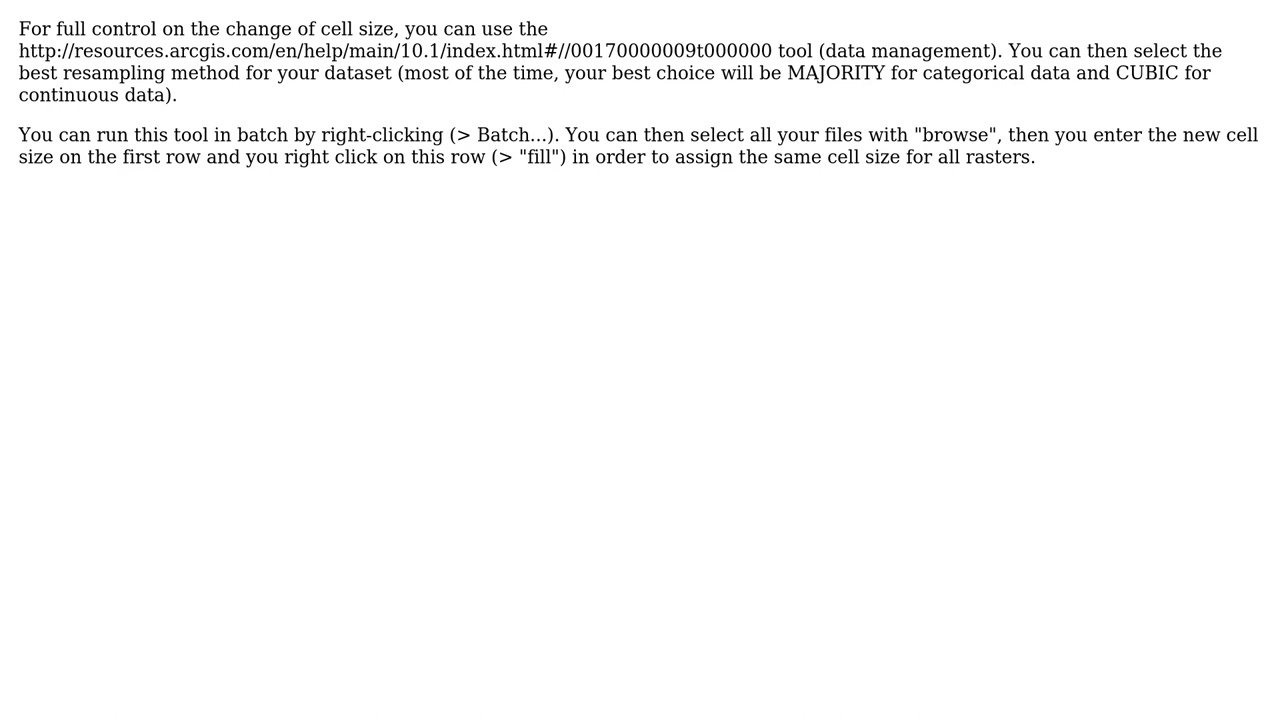 For full control on the change of cell size, you can use the
http://resources.arcgis.com/en/help/main/10.1/index.html#//00170000009t000000 tool (data management). You can then select the
best resampling method for your dataset (most of the time, your best choice will be MAJORITY for categorical data and CUBIC for
continuous data).
You can run this tool in batch by right-clicking (> Batch...). You can then select all your files with "browse", then you enter the new cell
size on the first row and you right click on this row (> "fill") in order to assign the same cell size for all rasters.